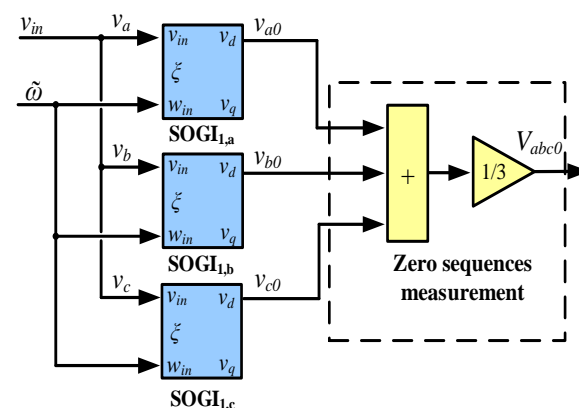 v_in v_a v_in v_d v_a0
ξ
ω̃ w_in v_q
SOGI_1,a
v_b v_in v_d v_b0
ξ
w_in v_q
SOGI_1,b
v_c v_in v_d v_c0
ξ
w_in v_q
SOGI_1,c
+
1/3
V_abc0
Zero sequences
measurement